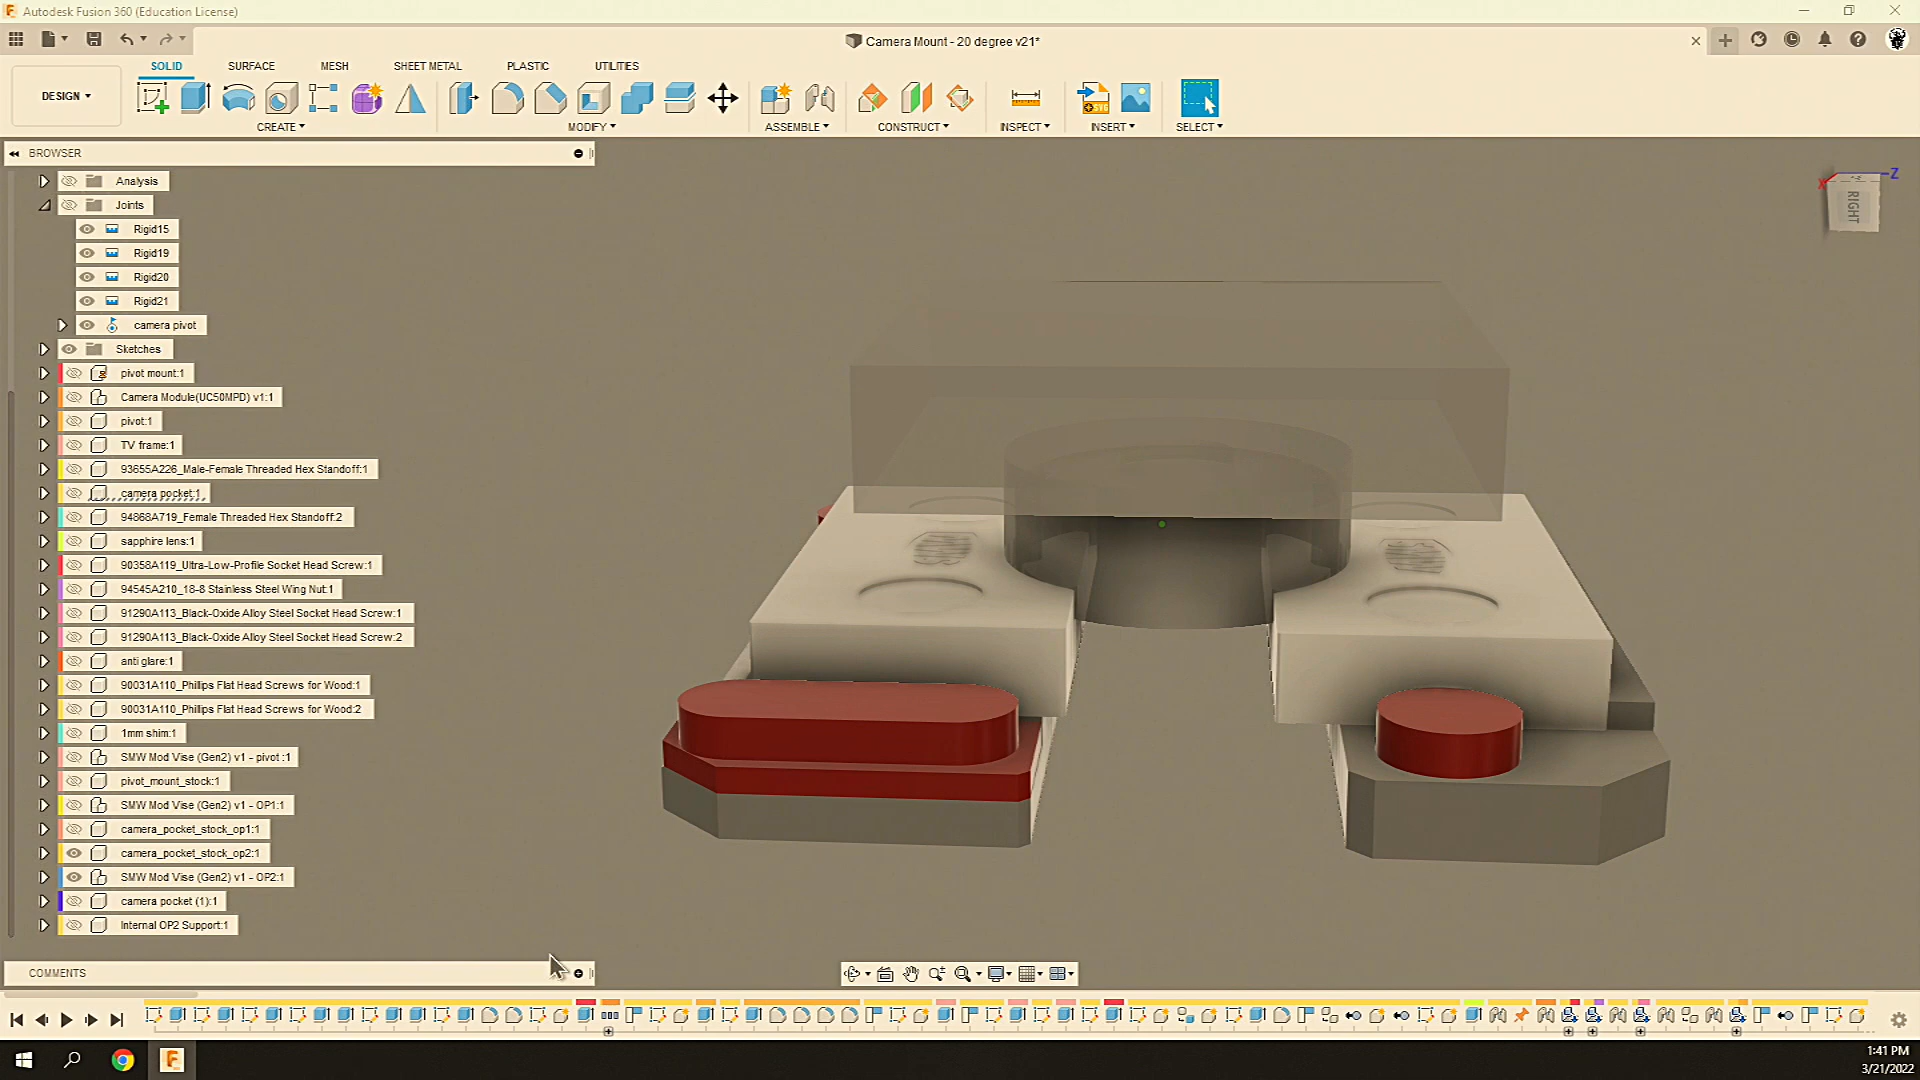 Autodesk Fusion 360 (Education License)
Camera Mount - 20 degree v21*
SOLID SURFACE MESH SHEET METAL PLASTIC UTILITIES
DESIGN
CREATE MODIFY ASSEMBLE CONSTRUCT INSPECT INSERT SELECT
BROWSER
Analysis
Joints
Rigid15
Rigid19
Rigid20
Rigid21
camera pivot
Sketches
pivot mount:1
Camera Module(UC50MPD) v1:1
pivot:1
TV frame:1
93655A226_Male-Female Threaded Hex Standoff:1
camera pocket:1
94868A719_Female Threaded Hex Standoff:2
sapphire lens:1
90358A119_Ultra-Low-Profile Socket Head Screw:1
94545A210_18-8 Stainless Steel Wing Nut:1
91290A113_Black-Oxide Alloy Steel Socket Head Screw:1
91290A113_Black-Oxide Alloy Steel Socket Head Screw:2
anti glare:1
90031A110_Phillips Flat Head Screws for Wood:1
90031A110_Phillips Flat Head Screws for Wood:2
1mm shim:1
SMW Mod Vise (Gen2) v1 - pivot :1
pivot_mount_stock:1
SMW Mod Vise (Gen2) v1 - OP1:1
camera_pocket_stock_op1:1
camera_pocket_stock_op2:1
SMW Mod Vise (Gen2) v1 - OP2:1
camera pocket (1):1
Internal OP2 Support:1
COMMENTS
X
Z
RIGHT
1:41 PM
3/21/2022